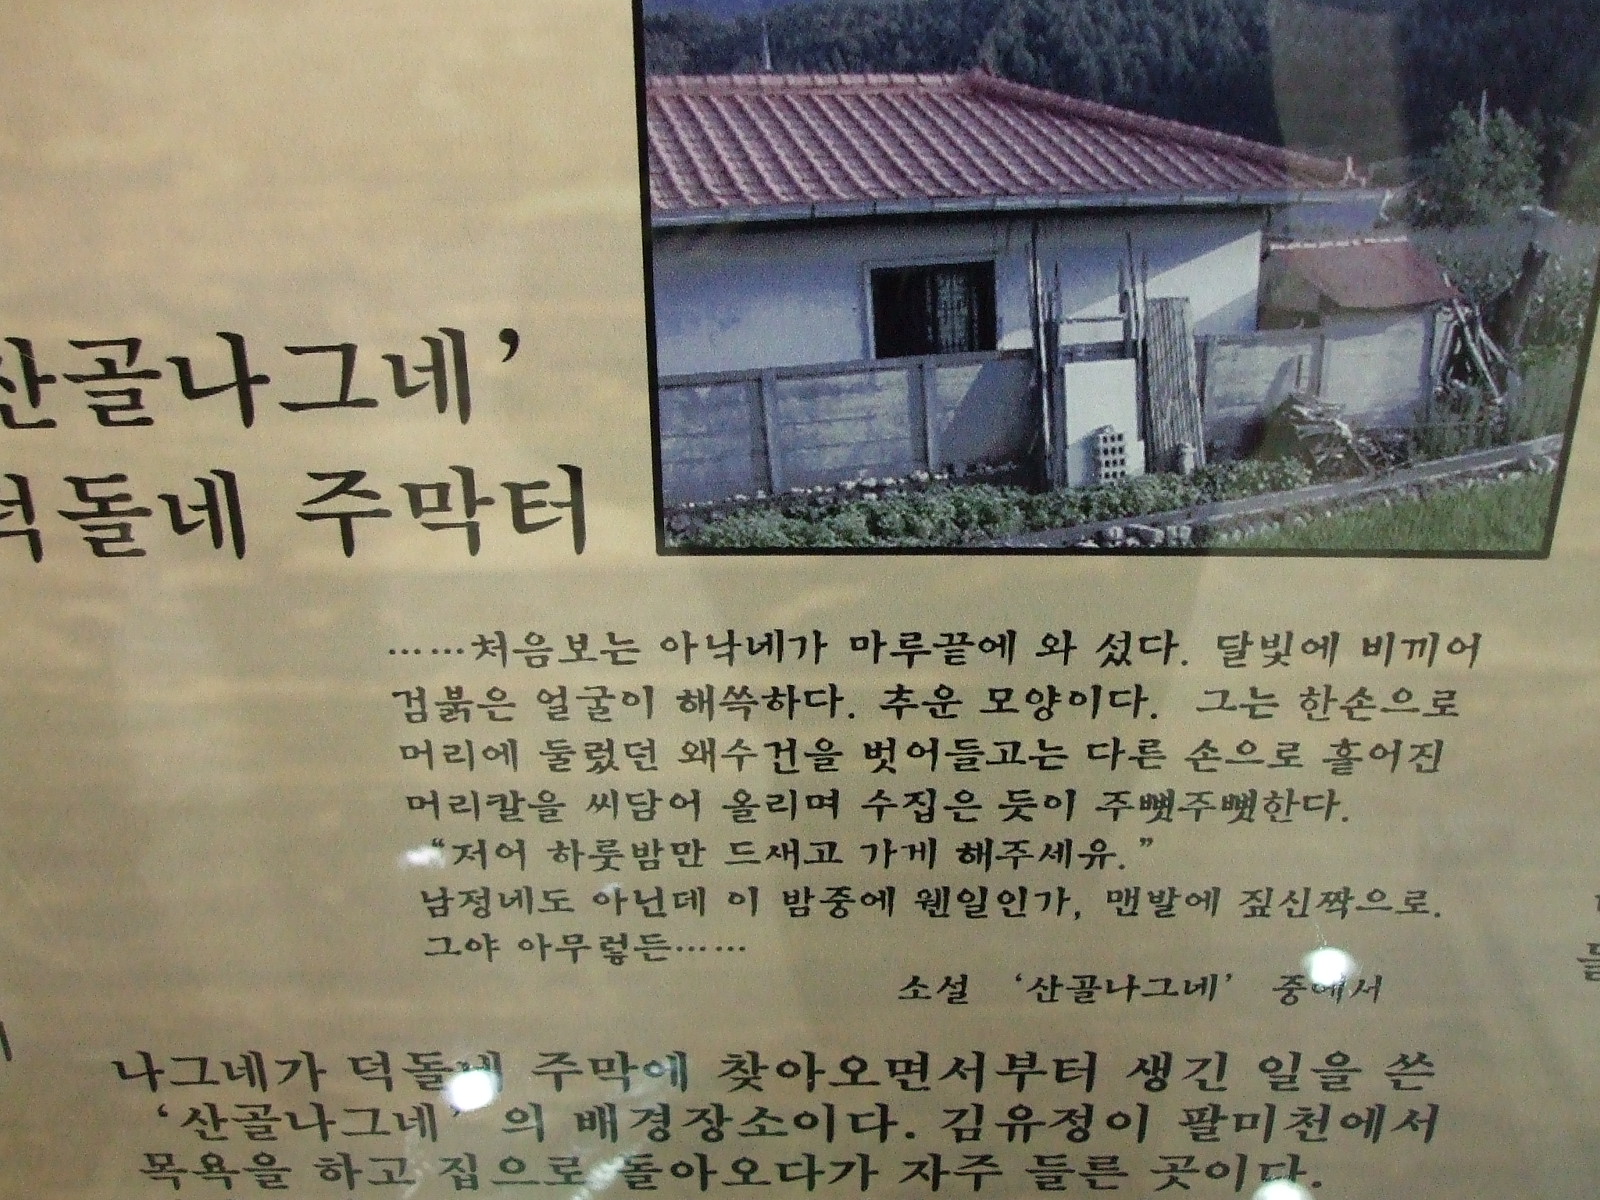 산골나그네’
덕돌네 주막터
……처음보는 아낙네가 마루끝에 와 섰다. 달빛에 비끼어
검붉은 얼굴이 해쓱하다. 추운 모양이다. 그는 한손으로
머리에 둘렀던 왜수건을 벗어들고는 다른 손으로 흩어진
머리칼을 씨담어 올리며 수집은 듯이 주뼛주뼛한다.
“저어 하룻밤만 드새고 가게 해주세유.”
남정네도 아닌데 이 밤중에 웬일인가, 맨발에 짚신짝으로.
그야 아무렇든……
소설 ‘산골나그네’ 중에서
나그네가 덕돌네 주막에 찾아오면서부터 생긴 일을 쓴
‘산골나그네’의 배경장소이다. 김유정이 팔미천에서
목욕을 하고 집으로 돌아오다가 자주 들른 곳이다.